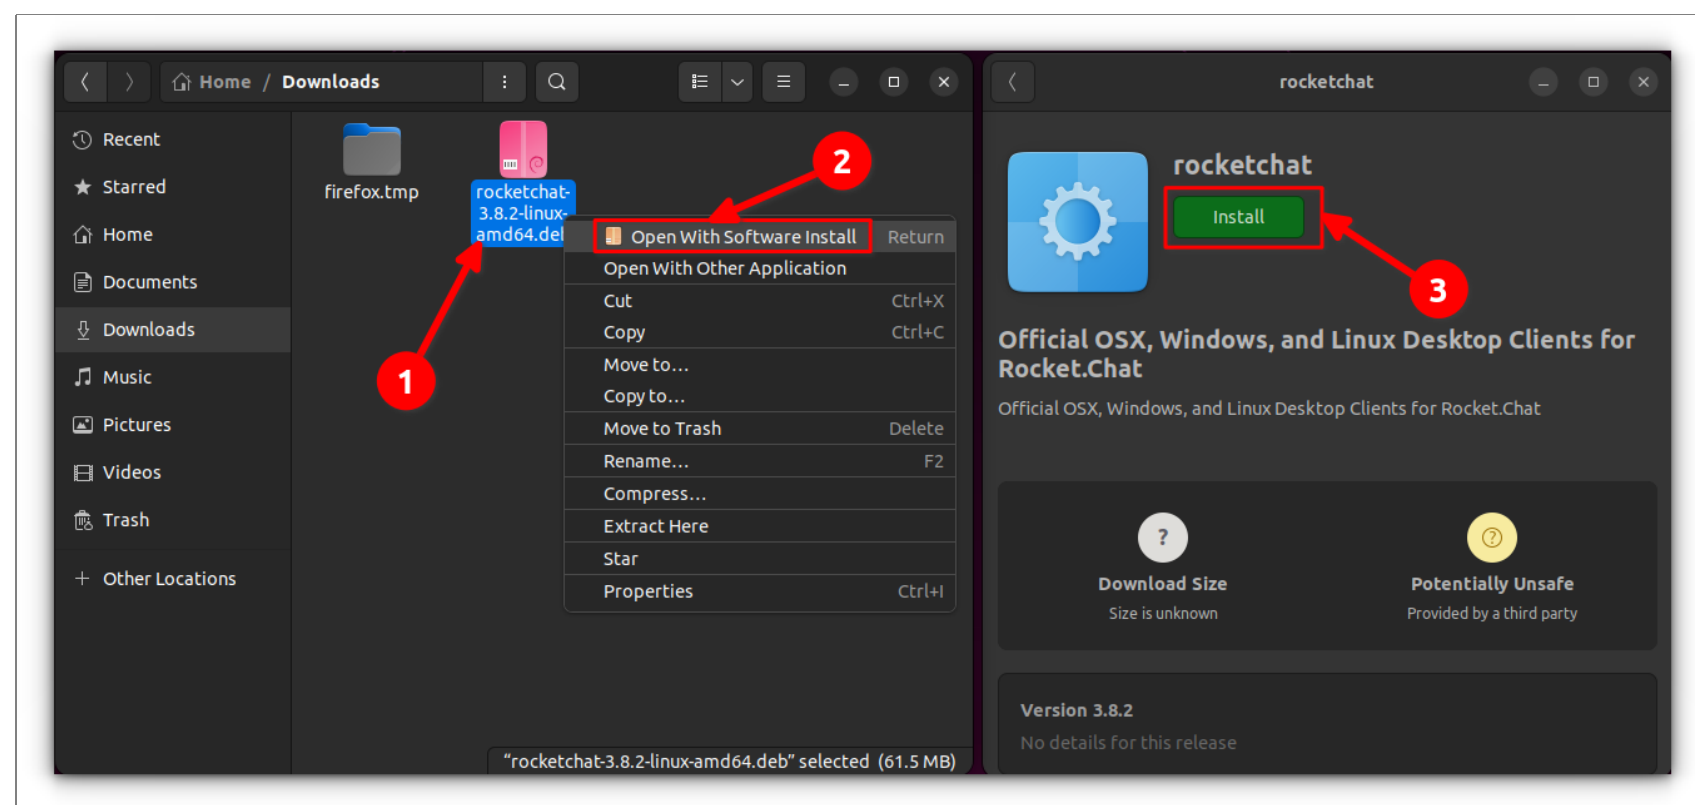 Home / Downloads
Recent
Starred
Home
Documents
Downloads
Music
Pictures
Videos
Trash
+ Other Locations
firefox.tmp
rocketchat-
3.8.2-linux-
amd64.deb
1
2
Open With Software Install Return
Open With Other Application
Cut Ctrl+X
Copy Ctrl+C
Move to…
Copy to…
Move to Trash Delete
Rename… F2
Compress…
Extract Here
Star
Properties Ctrl+I
“rocketchat-3.8.2-linux-amd64.deb” selected (61.5 MB)
rocketchat
rocketchat
Install
3
Official OSX, Windows, and Linux Desktop Clients for
Rocket.Chat
Official OSX, Windows, and Linux Desktop Clients for Rocket.Chat
?
Download Size
Size is unknown
?
Potentially Unsafe
Provided by a third party
Version 3.8.2
No details for this release